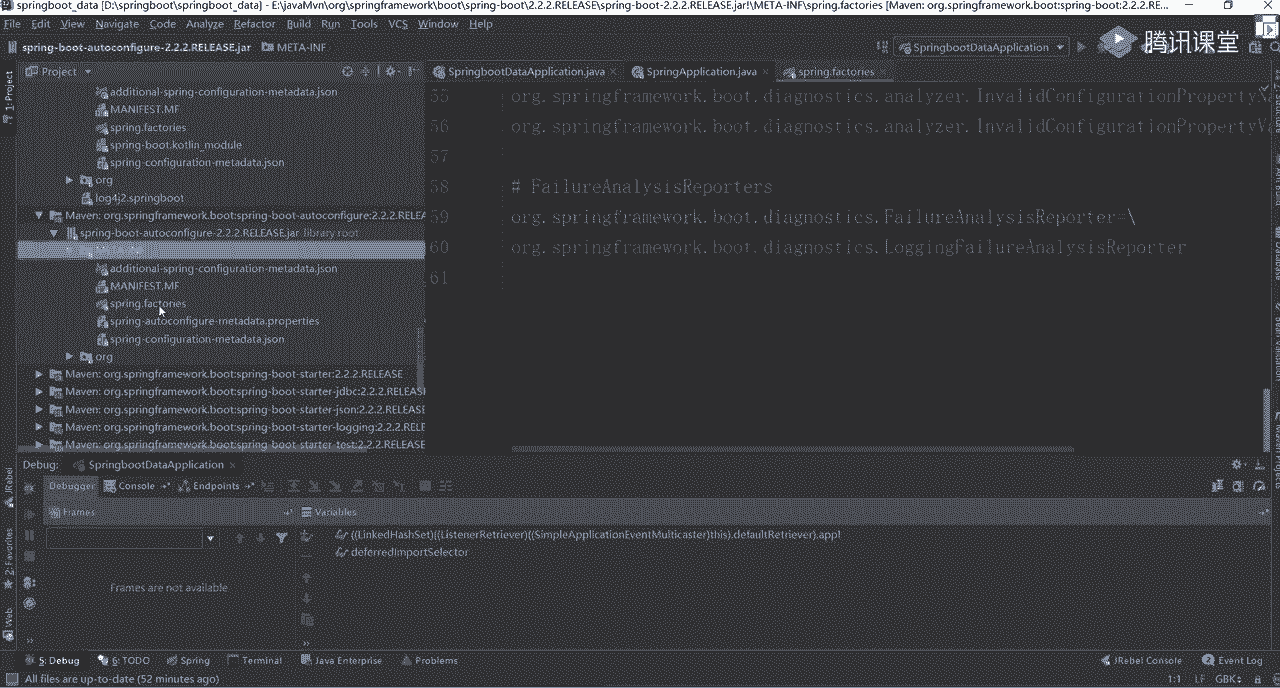 springboot_data [D:\springboot\springboot_data] - E:\javaMvn\org\springframework\boot\spring-boot\2.2.2.RELEASE\spring-boot-2.2.2.RELEASE.jar!\META-INF\spring.factories [Maven: org.springframework.boot:spring-boot:2.2.2.RE...
File Edit View Navigate Code Analyze Refactor Build Run Tools VCS Window Help
spring-boot-autoconfigure-2.2.2.RELEASE.jar META-INF SpringbootDataApplication 腾讯课堂
1: Project
Project SpringbootDataApplication.java SpringApplication.java spring.factories
additional-spring-configuration-metadata.json
MANIFEST.MF
spring.factories
spring-boot.kotlin_module
spring-configuration-metadata.json
org
log4j2.springboot
Maven: org.springframework.boot:spring-boot-autoconfigure:2.2.2.RELEA
spring-boot-autoconfigure-2.2.2.RELEASE.jar library root
additional-spring-configuration-metadata.json
MANIFEST.MF
spring.factories
spring-autoconfigure-metadata.properties
spring-configuration-metadata.json
org
Maven: org.springframework.boot:spring-boot-starter:2.2.2.RELEASE
Maven: org.springframework.boot:spring-boot-starter-jdbc:2.2.2.RELEASE
Maven: org.springframework.boot:spring-boot-starter-json:2.2.2.RELEASE
Maven: org.springframework.boot:spring-boot-starter-logging:2.2.2.RELE
Maven: org.springframework.boot:spring-boot-starter-test:2.2.2.RELEASE
55 org.springframework.boot.diagnostics.analyzer.InvalidConfigurationPropertyNa
56 org.springframework.boot.diagnostics.analyzer.InvalidConfigurationPropertyVa
57
58 # FailureAnalysisReporters
59 org.springframework.boot.diagnostics.FailureAnalysisReporter=\
60 org.springframework.boot.diagnostics.LoggingFailureAnalysisReporter
61
Debug: SpringbootDataApplication
Debugger Console Endpoints
Frames Variables
((LinkedHashSet)((ListenerRetriever)((SimpleApplicationEventMulticaster)this).defaultRetriever).appl
deferredImportSelector
Frames are not available
JRebel
2: Favorites
Web
5: Debug 6: TODO Spring Terminal Java Enterprise Problems JRebel Console Event Log
All files are up-to-date (52 minutes ago) 1:1 LF GBK